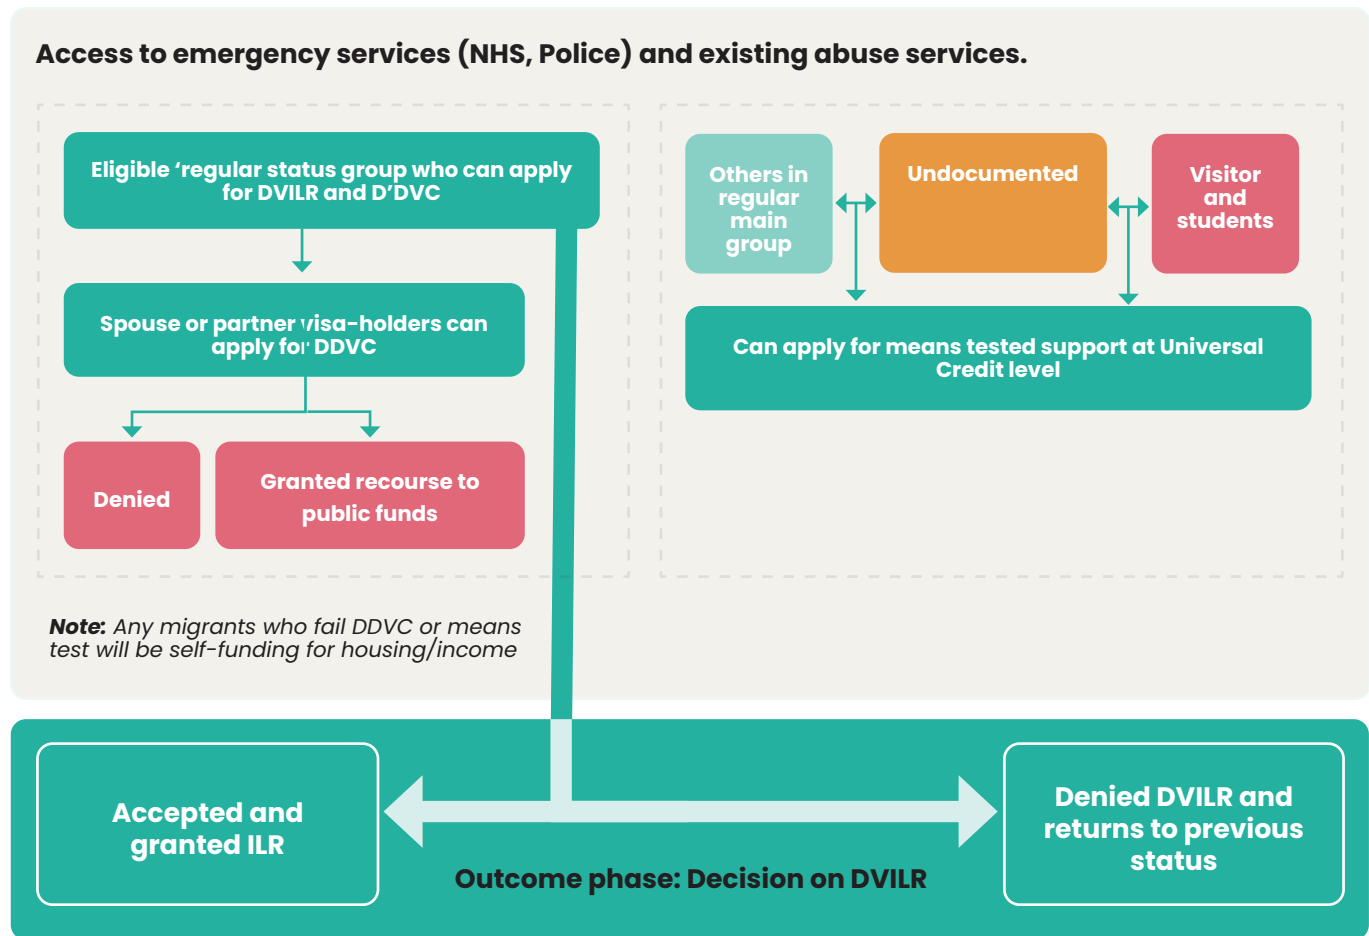 Access to emergency services (NHS, Police) and existing abuse services.
Eligible ‘regular status group who can apply
for DVILR and D’DVC
Spouse or partner visa-holders can
apply for DDVC
Denied
Granted recourse to
public funds
Others in
regular
main
group
Undocumented
Visitor
and
students
Can apply for means tested support at Universal
Credit level
Note: Any migrants who fail DDVC or means
test will be self-funding for housing/income
Accepted and
granted ILR
Outcome phase: Decision on DVILR
Denied DVILR and
returns to previous
status